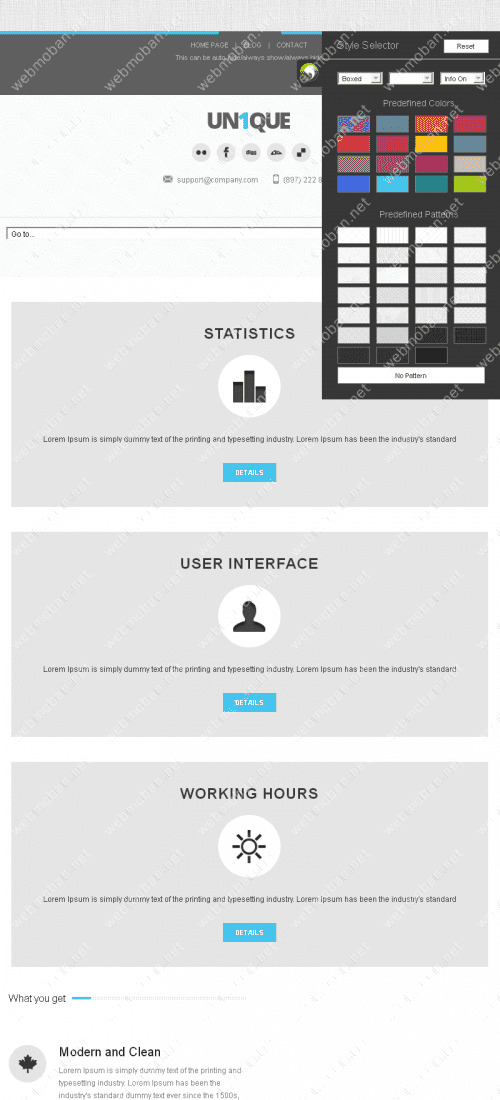 HOME PAGE | BLOG | CONTACT
This can be auto hide/always show/always hide
UN1QUE
support@company.com (897) 222 8
Go to...
Style Selector Reset
Boxed Info On
Predefined Colors
Predefined Patterns
No Pattern
STATISTICS
Lorem Ipsum is simply dummy text of the printing and typesetting industry. Lorem Ipsum has been the industry's standard
DETAILS
USER INTERFACE
Lorem Ipsum is simply dummy text of the printing and typesetting industry. Lorem Ipsum has been the industry's standard
DETAILS
WORKING HOURS
Lorem Ipsum is simply dummy text of the printing and typesetting industry. Lorem Ipsum has been the industry's standard
DETAILS
What you get
Modern and Clean
Lorem Ipsum is simply dummy text of the printing and
typesetting industry. Lorem Ipsum has been the
industry's standard dummy text ever since the 1500s,
webmoban.net